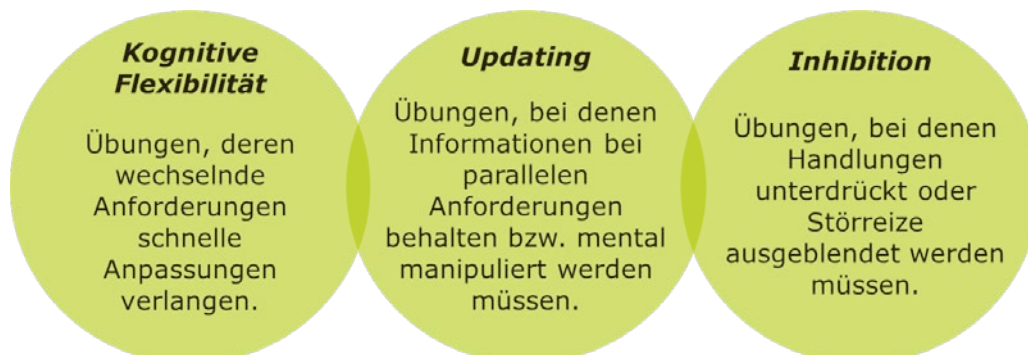 Kognitive
Flexibilität
Übungen, deren
wechselnde
Anforderungen
schnelle
Anpassungen
verlangen.
Updating
Übungen, bei denen
Informationen bei
parallelen
Anforderungen
behalten bzw. mental
manipuliert werden
müssen.
Inhibition
Übungen, bei denen
Handlungen
unterdrückt oder
Störreize
ausgeblendet werden
müssen.